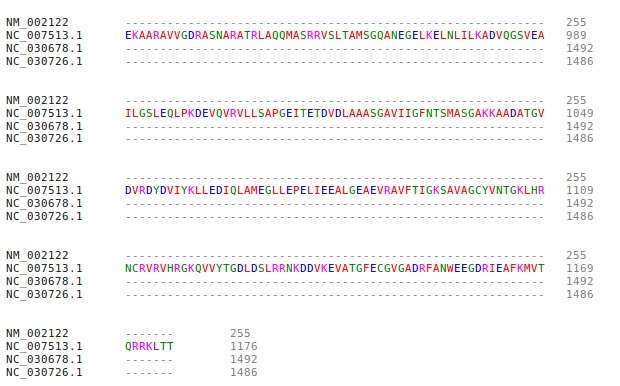 NM_002122 ------------------------------------------------------------ 255
NC_007513.1 EKAARAVVGDRASNARATRLAQQMASRRVSLTAMSGQANEGELKELNLILKADVQGSVEA 989
NC_030678.1 ------------------------------------------------------------ 1492
NC_030726.1 ------------------------------------------------------------ 1486
NM_002122 ------------------------------------------------------------ 255
NC_007513.1 ILGSLEQLPKDEVQVRVLLSAPGEITETDVDLAAASGAVIIGFNTSMASGAKKAADATGV 1049
NC_030678.1 ------------------------------------------------------------ 1492
NC_030726.1 ------------------------------------------------------------ 1486
NM_002122 ------------------------------------------------------------ 255
NC_007513.1 DVRDYDVIYKLLEDIQLAMEGLLEPELIEEALGEAEVRAVFTIGKSAVAGCYVNTGKLHR 1109
NC_030678.1 ------------------------------------------------------------ 1492
NC_030726.1 ------------------------------------------------------------ 1486
NM_002122 ------------------------------------------------------------ 255
NC_007513.1 NCRVRVHRGKQVVYTGDLDSLRRNKDDVKEVATGFECGVGADRFANWEEGDRIEAFKMVT 1169
NC_030678.1 ------------------------------------------------------------ 1492
NC_030726.1 ------------------------------------------------------------ 1486
NM_002122 ------- 255
NC_007513.1 QRRKLTT 1176
NC_030678.1 ------- 1492
NC_030726.1 ------- 1486